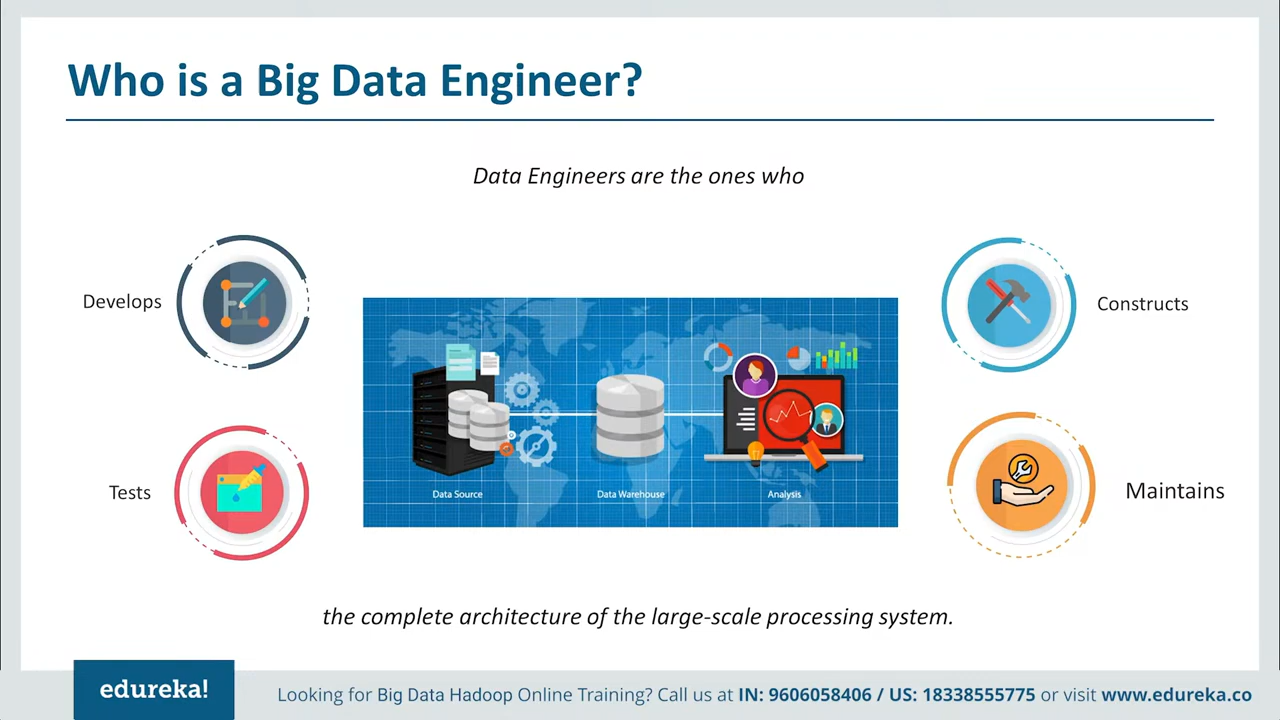 Who is a Big Data Engineer?
Data Engineers are the ones who
Develops
Constructs
Data Source
Data Warehouse
Analysis
Tests
Maintains
the complete architecture of the large-scale processing system.
edureka!
Looking for Big Data Hadoop Online Training? Call us at IN: 9606058406 / US: 18338555775 or visit www.edureka.co